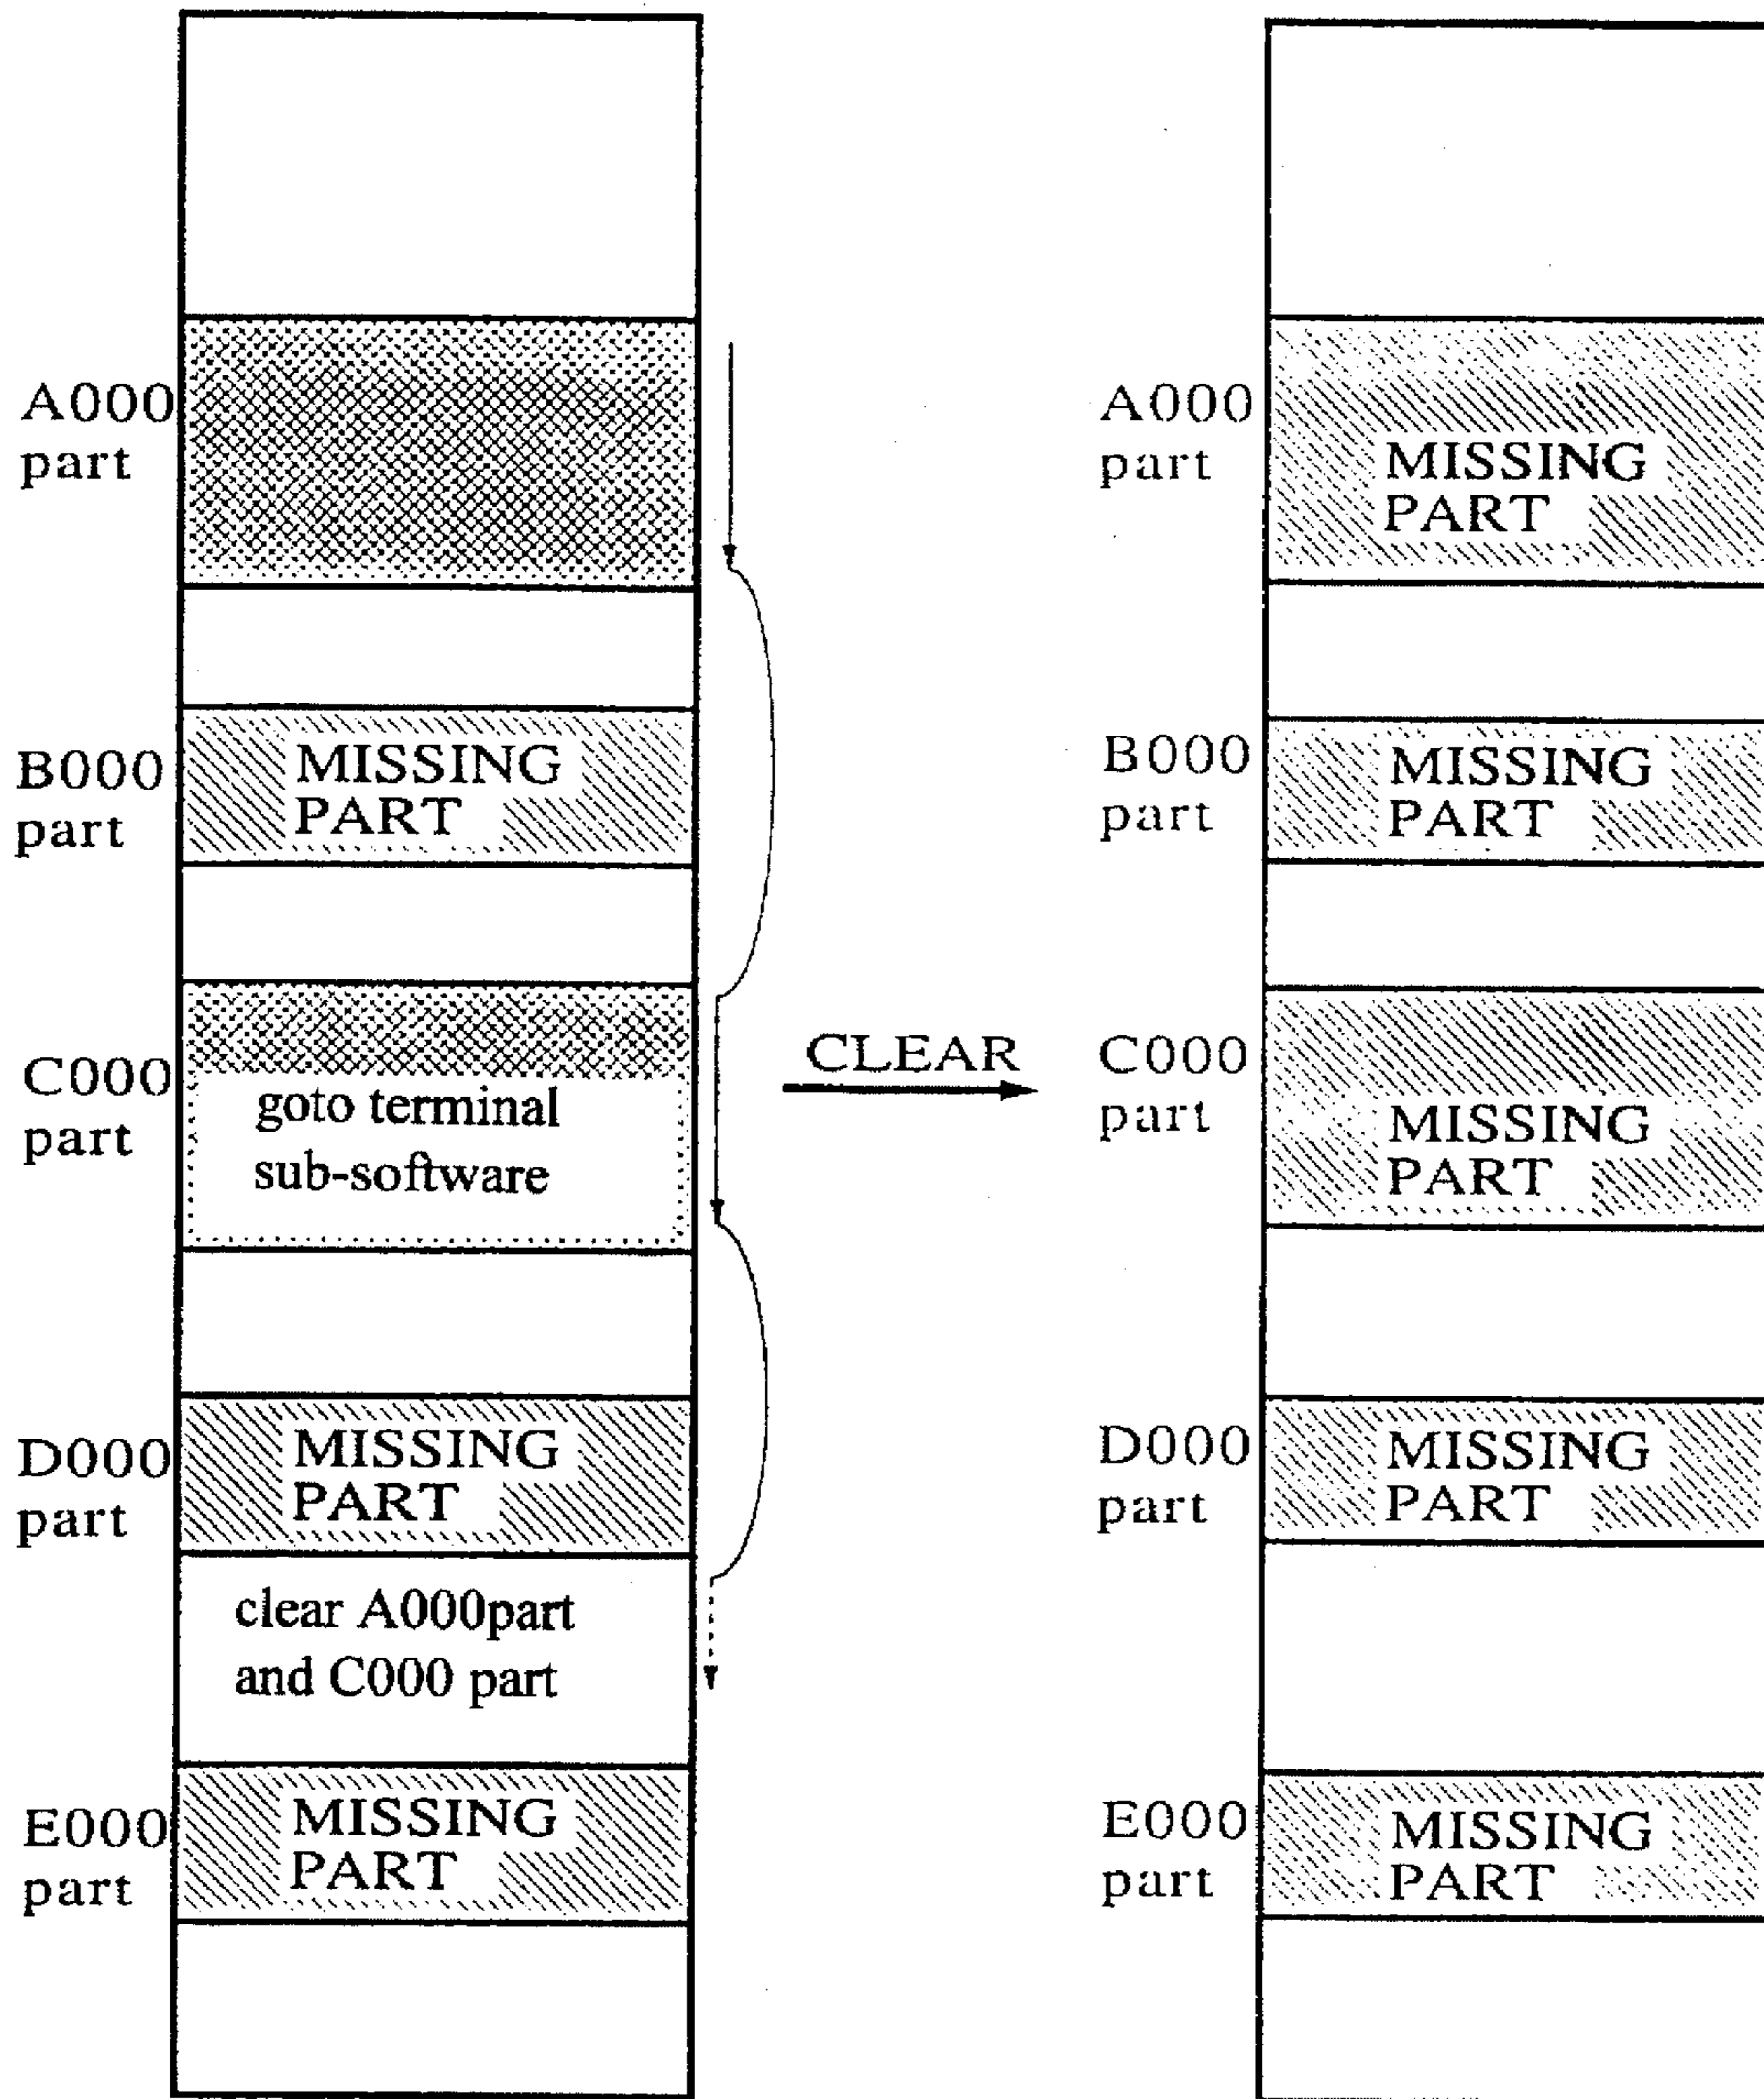 A000
part
B000
part
MISSING
PART
C000
part
goto terminal
sub-software
D000
part
MISSING
PART
clear A000part
and C000 part
E000
part
MISSING
PART
CLEAR
A000
part
MISSING
PART
B000
part
MISSING
PART
C000
part
MISSING
PART
D000
part
MISSING
PART
E000
part
MISSING
PART